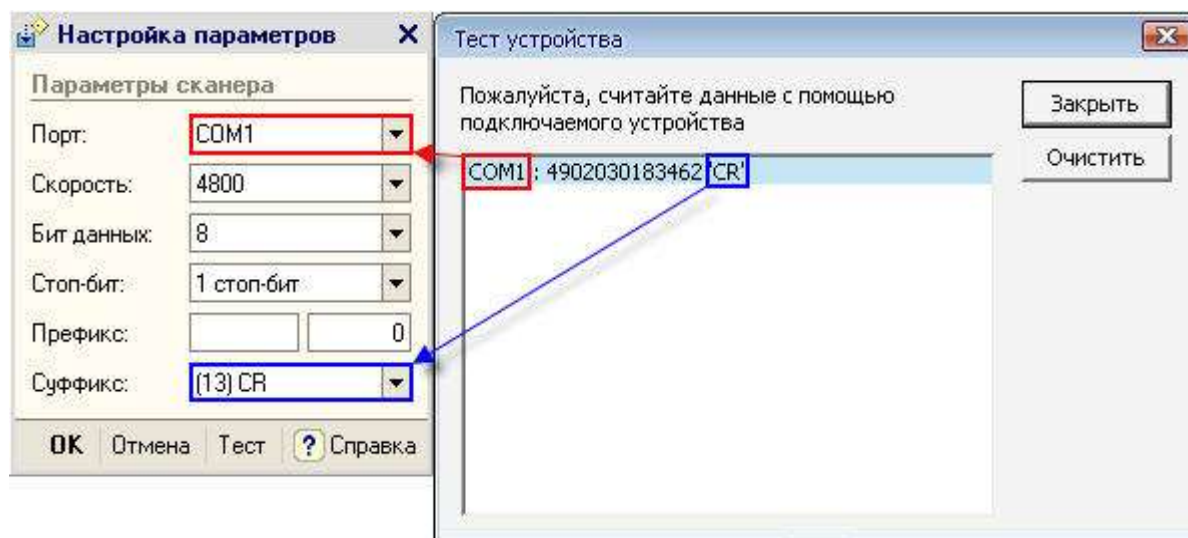 Настройка параметров
Параметры сканера
Порт: COM1
Скорость: 4800
Бит данных: 8
Стоп-бит: 1 стоп-бит
Префикс: 0
Суффикс: (13) CR
OK Отмена Тест ? Справка
Тест устройства
Пожалуйста, считайте данные с помощью
подключаемого устройства
COM1 : 4902030183462 'CR'
Закрыть
Очистить